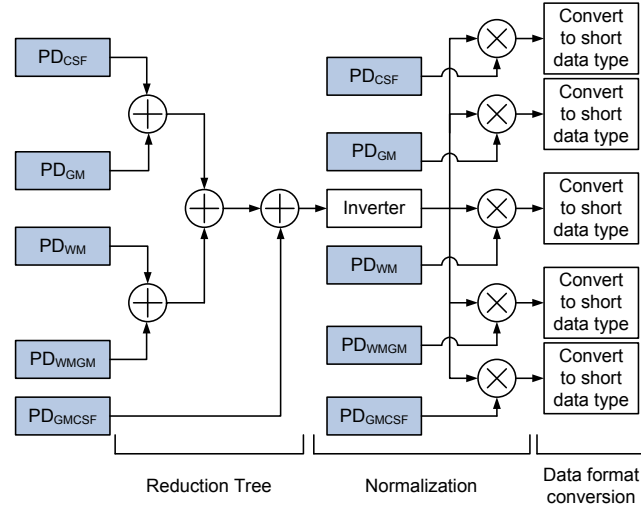 PDCSF
PDGM
PDWM
PDWMGM
PDGMCSF
Reduction Tree
PDCSF
PDGM
Inverter
PDWM
PDWMGM
PDGMCSF
Normalization
Convert
to short
data type
Convert
to short
data type
Convert
to short
data type
Convert
to short
data type
Convert
to short
data type
Data format
conversion